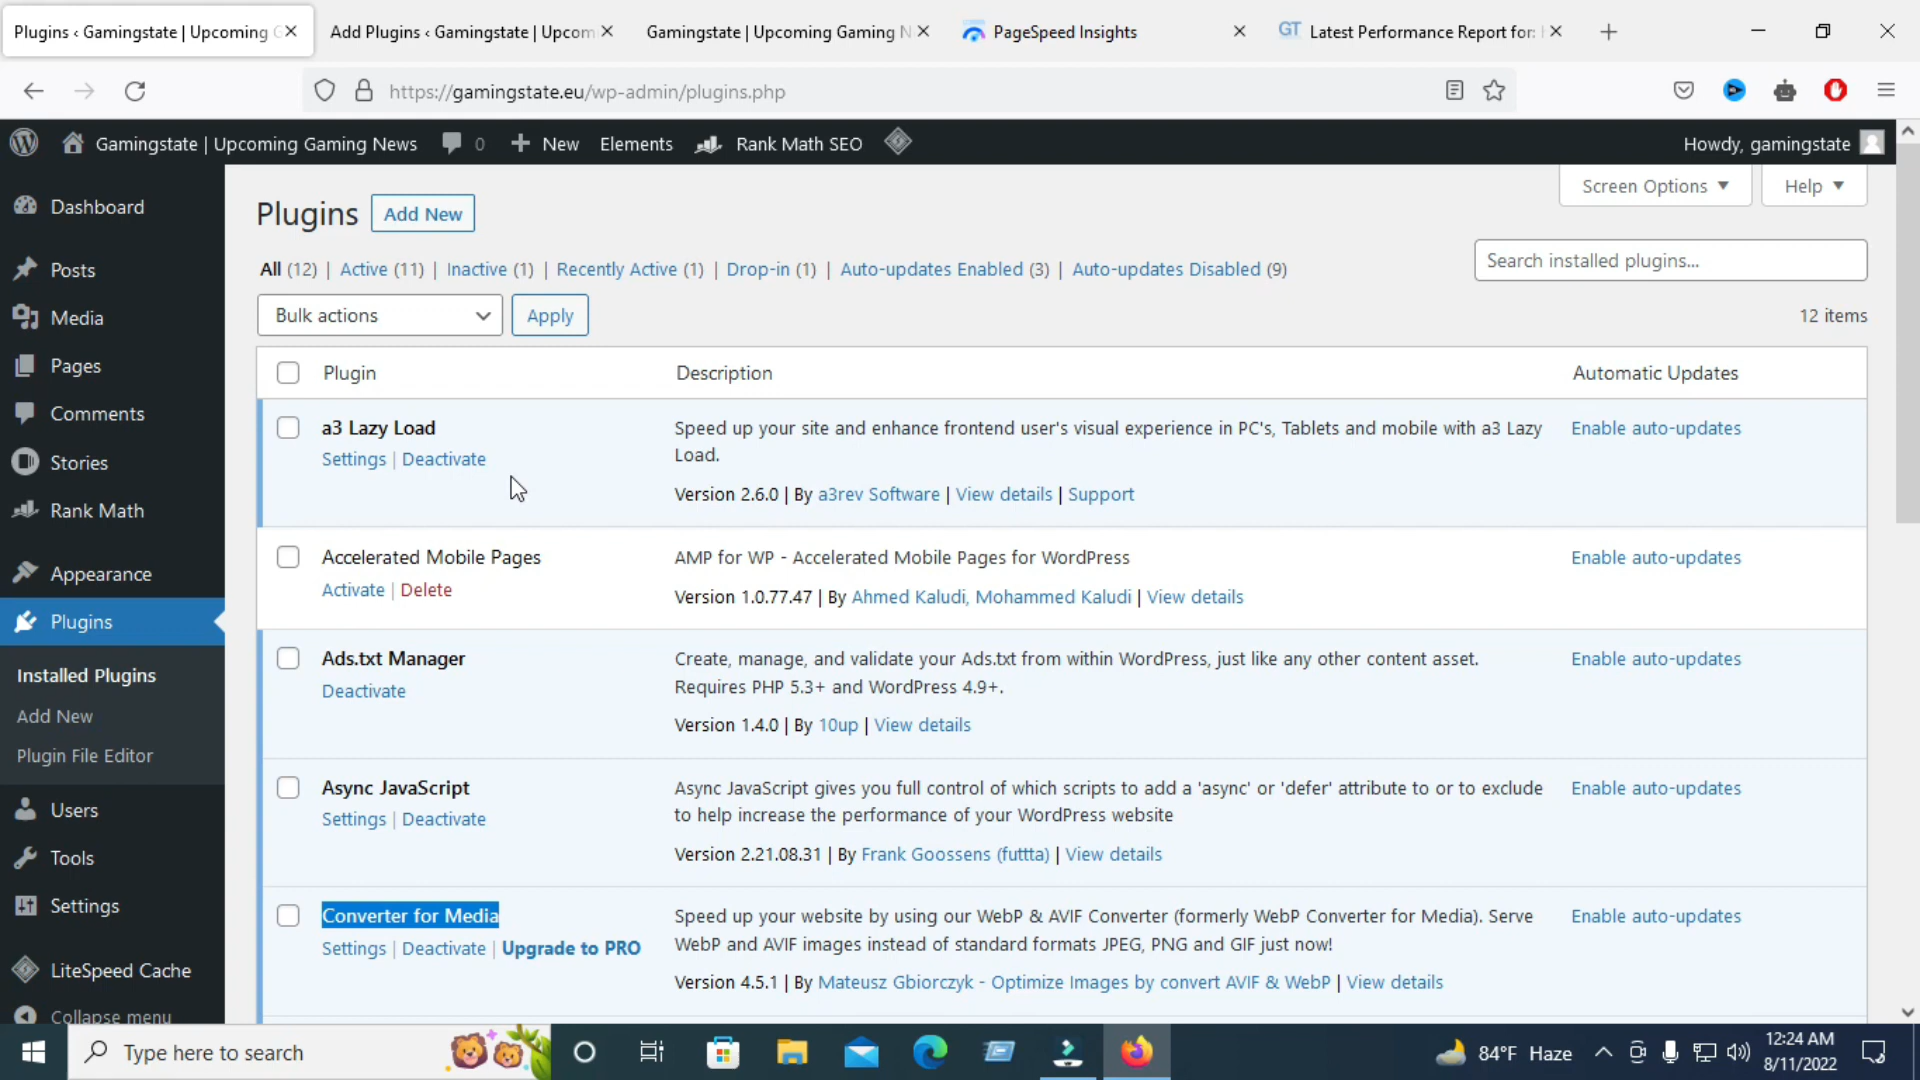 Plugins ‹ Gamingstate | Upcoming G
Add Plugins ‹ Gamingstate | Upcom
Gamingstate | Upcoming Gaming N
PageSpeed Insights
GT Latest Performance Report for:
https://gamingstate.eu/wp-admin/plugins.php
Gamingstate | Upcoming Gaming News 0 New Elements Rank Math SEO Howdy, gamingstate
Dashboard
Posts
Media
Pages
Comments
Stories
Rank Math
Appearance
Plugins
Installed Plugins
Add New
Plugin File Editor
Users
Tools
Settings
LiteSpeed Cache
Collapse menu
Screen Options Help
Plugins Add New
All (12) | Active (11) | Inactive (1) | Recently Active (1) | Drop-in (1) | Auto-updates Enabled (3) | Auto-updates Disabled (9)
Search installed plugins...
Bulk actions Apply 12 items
Plugin Description Automatic Updates
a3 Lazy Load
Settings | Deactivate
Speed up your site and enhance frontend user's visual experience in PC's, Tablets and mobile with a3 Lazy
Load.
Version 2.6.0 | By a3rev Software | View details | Support
Enable auto-updates
Accelerated Mobile Pages
Activate | Delete
AMP for WP - Accelerated Mobile Pages for WordPress
Version 1.0.77.47 | By Ahmed Kaludi, Mohammed Kaludi | View details
Enable auto-updates
Ads.txt Manager
Deactivate
Create, manage, and validate your Ads.txt from within WordPress, just like any other content asset.
Requires PHP 5.3+ and WordPress 4.9+.
Version 1.4.0 | By 10up | View details
Enable auto-updates
Async JavaScript
Settings | Deactivate
Async JavaScript gives you full control of which scripts to add a 'async' or 'defer' attribute to or to exclude
to help increase the performance of your WordPress website
Version 2.21.08.31 | By Frank Goossens (futtta) | View details
Enable auto-updates
Converter for Media
Settings | Deactivate | Upgrade to PRO
Speed up your website by using our WebP & AVIF Converter (formerly WebP Converter for Media). Serve
WebP and AVIF images instead of standard formats JPEG, PNG and GIF just now!
Version 4.5.1 | By Mateusz Gbiorczyk - Optimize Images by convert AVIF & WebP | View details
Enable auto-updates
Type here to search
84°F Haze
12:24 AM
8/11/2022